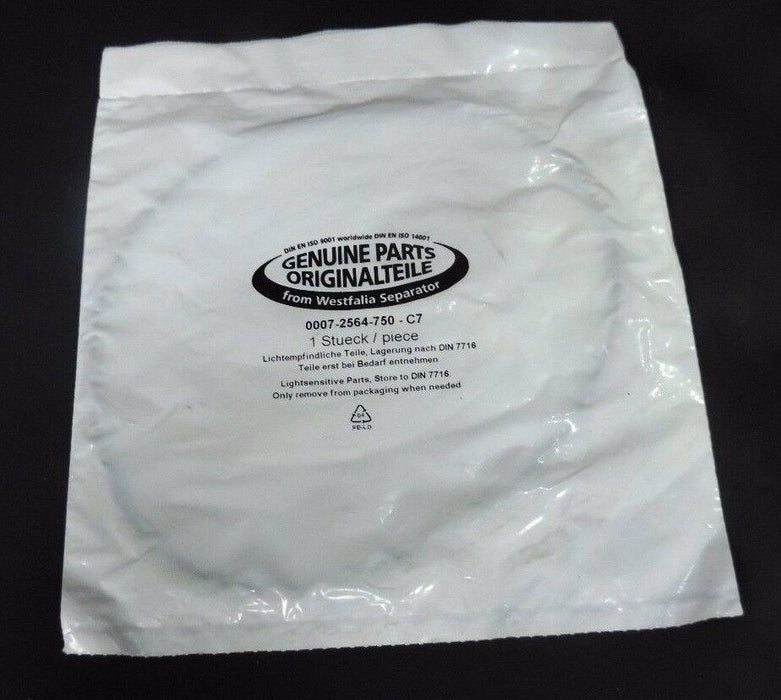 DIN EN ISO 9001 worldwide DIN EN ISO 14001
GENUINE PARTS
ORIGINALTEILE
from Westfalia Separator
0007-2564-750 - C7
1 Stueck / piece
Lichtempfindliche Teile, Lagerung nach DIN 7716
Teile erst bei Bedarf entnehmen
Lightsensitive Parts, Store to DIN 7716.
Only remove from packaging when needed
04
PE-LD